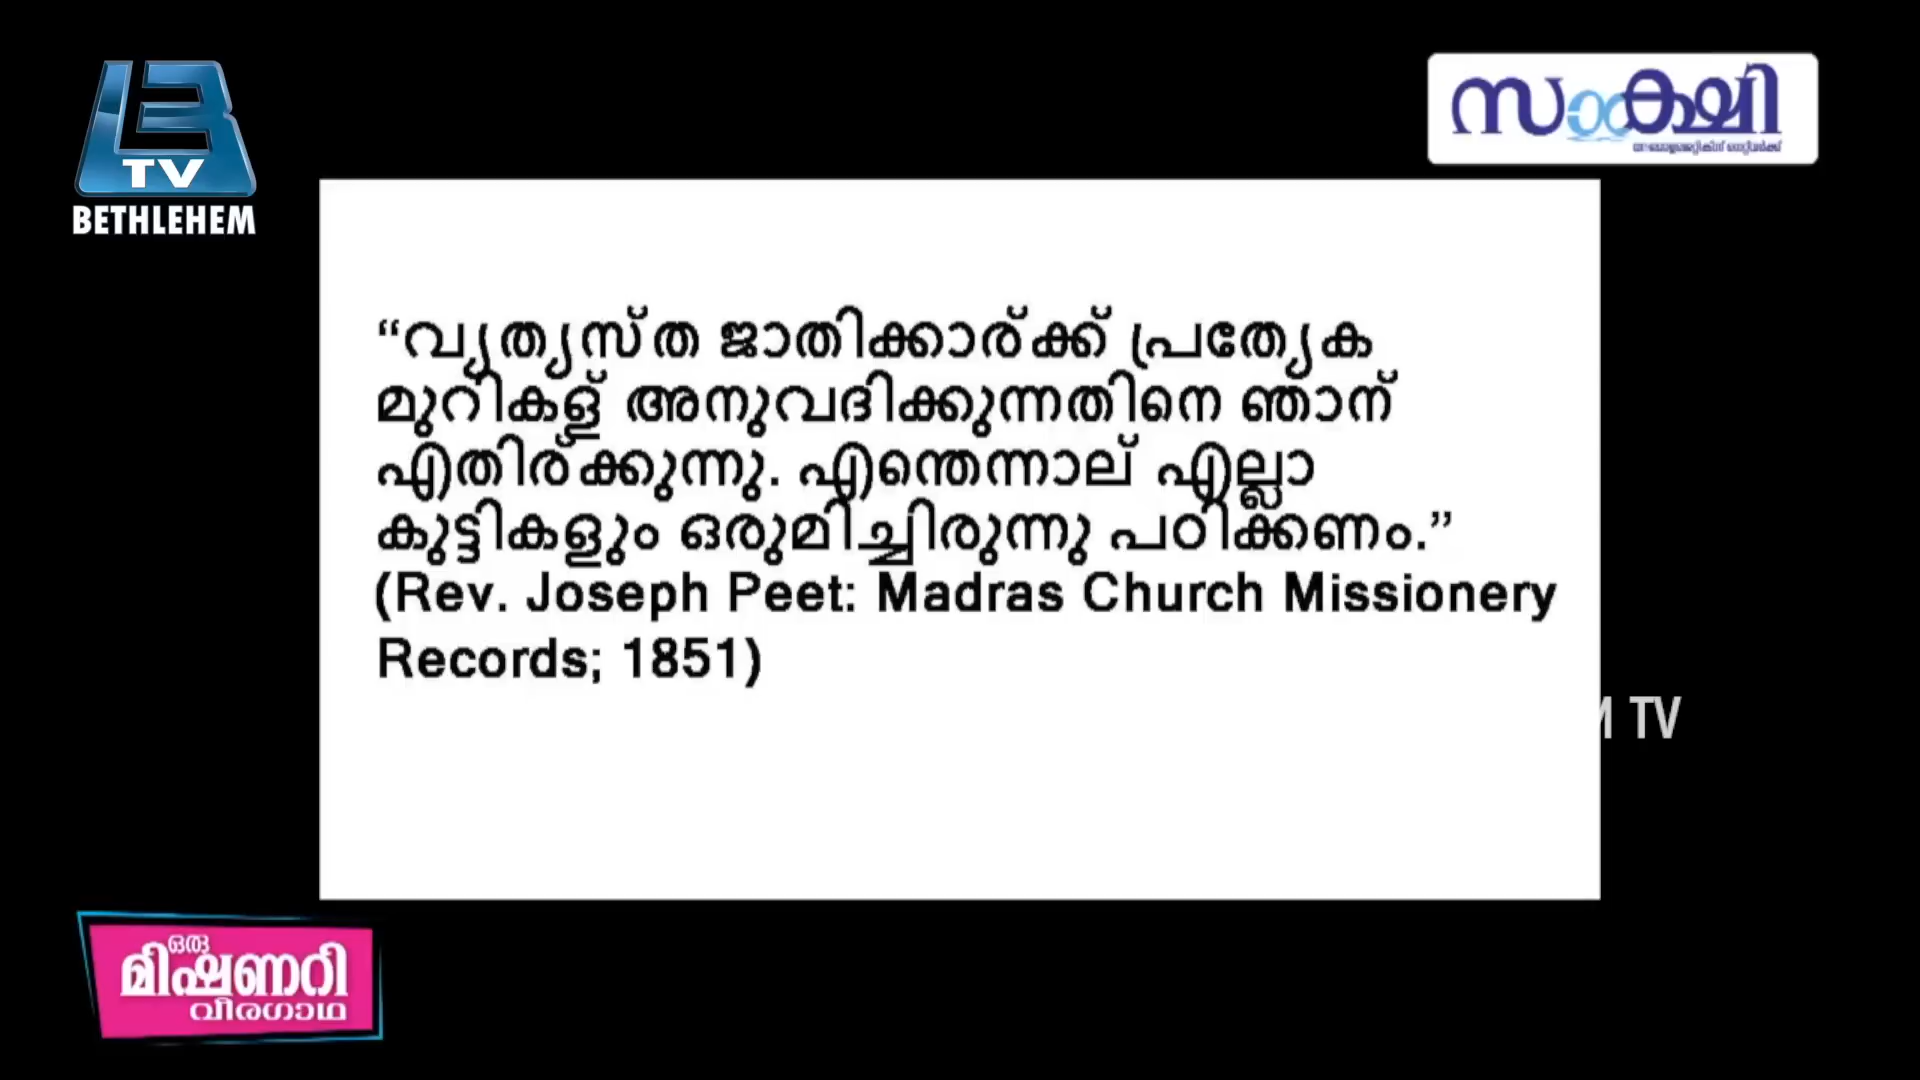 TV
BETHLEHEM
സാക്ഷി
“വ്യത്യസ്ത ജാതിക്കാര്ക്ക് പ്രത്യേക
മുറികള് അനുവദിക്കുന്നതിനെ ഞാന്
എതിര്ക്കുന്നു. എന്തെന്നാല് എല്ലാ
കുട്ടികളും ഒരുമിച്ചിരുന്നു പഠിക്കണം.”
(Rev. Joseph Peet: Madras Church Missionery
Records; 1851)
M TV
ഒരു
മിഷണറി
വീരഗാഥ